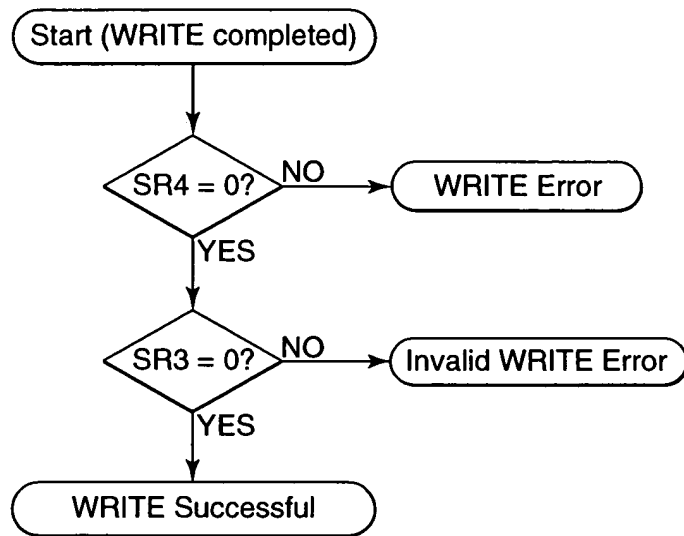 Start (WRITE completed)
SR4 = 0?
NO
WRITE Error
YES
SR3 = 0?
NO
Invalid WRITE Error
YES
WRITE Successful